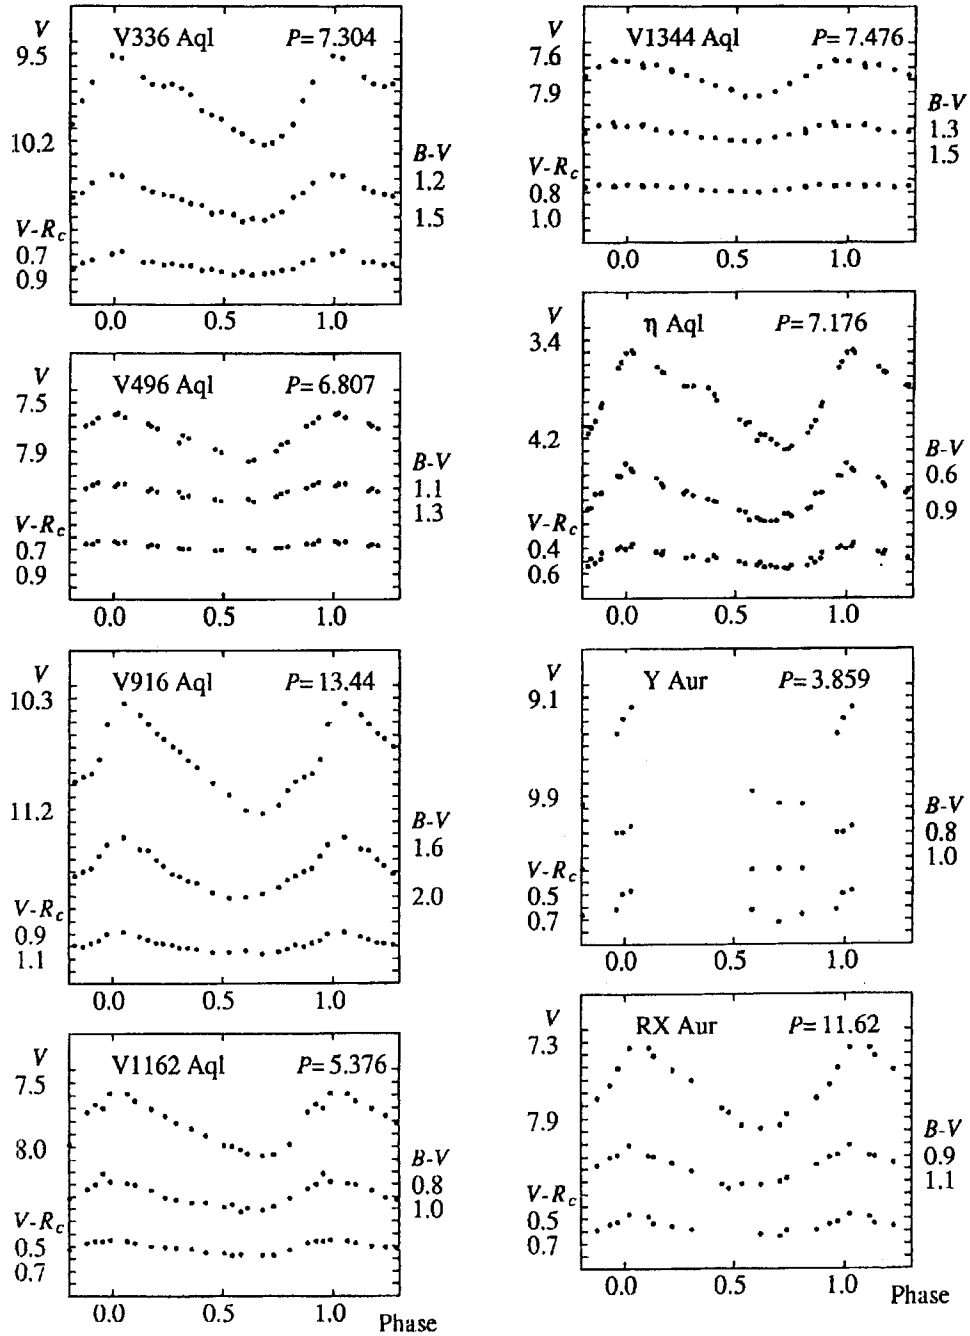 V
V336 Aql P=7.304
9.5
10.2
B-V
1.2
1.5
V-Rc
0.7
0.9
0.0 0.5 1.0
V
V496 Aql P=6.807
7.5
7.9
B-V
1.1
1.3
V-Rc
0.7
0.9
0.0 0.5 1.0
V
V916 Aql P=13.44
10.3
11.2
B-V
1.6
2.0
V-Rc
0.9
1.1
0.0 0.5 1.0
V
V1162 Aql P=5.376
7.5
8.0
B-V
0.8
1.0
V-Rc
0.5
0.7
0.0 0.5 1.0
Phase
V
V1344 Aql P=7.476
7.6
7.9
B-V
1.3
1.5
V-Rc
0.8
1.0
0.0 0.5 1.0
V
η Aql P=7.176
3.4
4.2
B-V
0.6
0.9
V-Rc
0.4
0.6
0.0 0.5 1.0
V
Y Aur P=3.859
9.1
9.9
B-V
0.8
1.0
V-Rc
0.5
0.7
0.0 0.5 1.0
V
RX Aur P=11.62
7.3
7.9
B-V
0.9
1.1
V-Rc
0.5
0.7
0.0 0.5 1.0
Phase